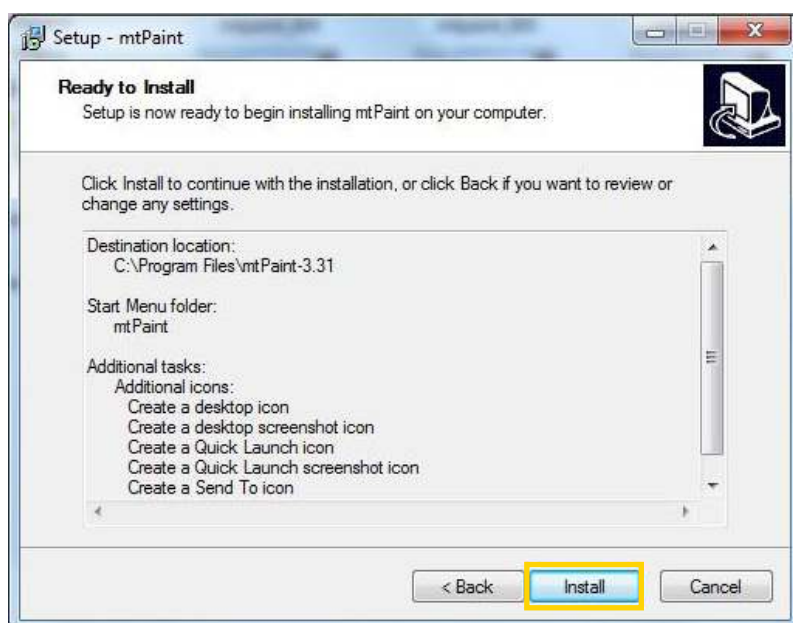 Setup - mtPaint
Ready to Install
Setup is now ready to begin installing mtPaint on your computer.
Click Install to continue with the installation, or click Back if you want to review or
change any settings.
Destination location:
C:\Program Files\mtPaint-3.31
Start Menu folder:
mtPaint
Additional tasks:
Additional icons:
Create a desktop icon
Create a desktop screenshot icon
Create a Quick Launch icon
Create a Quick Launch screenshot icon
Create a Send To icon
< Back Install Cancel